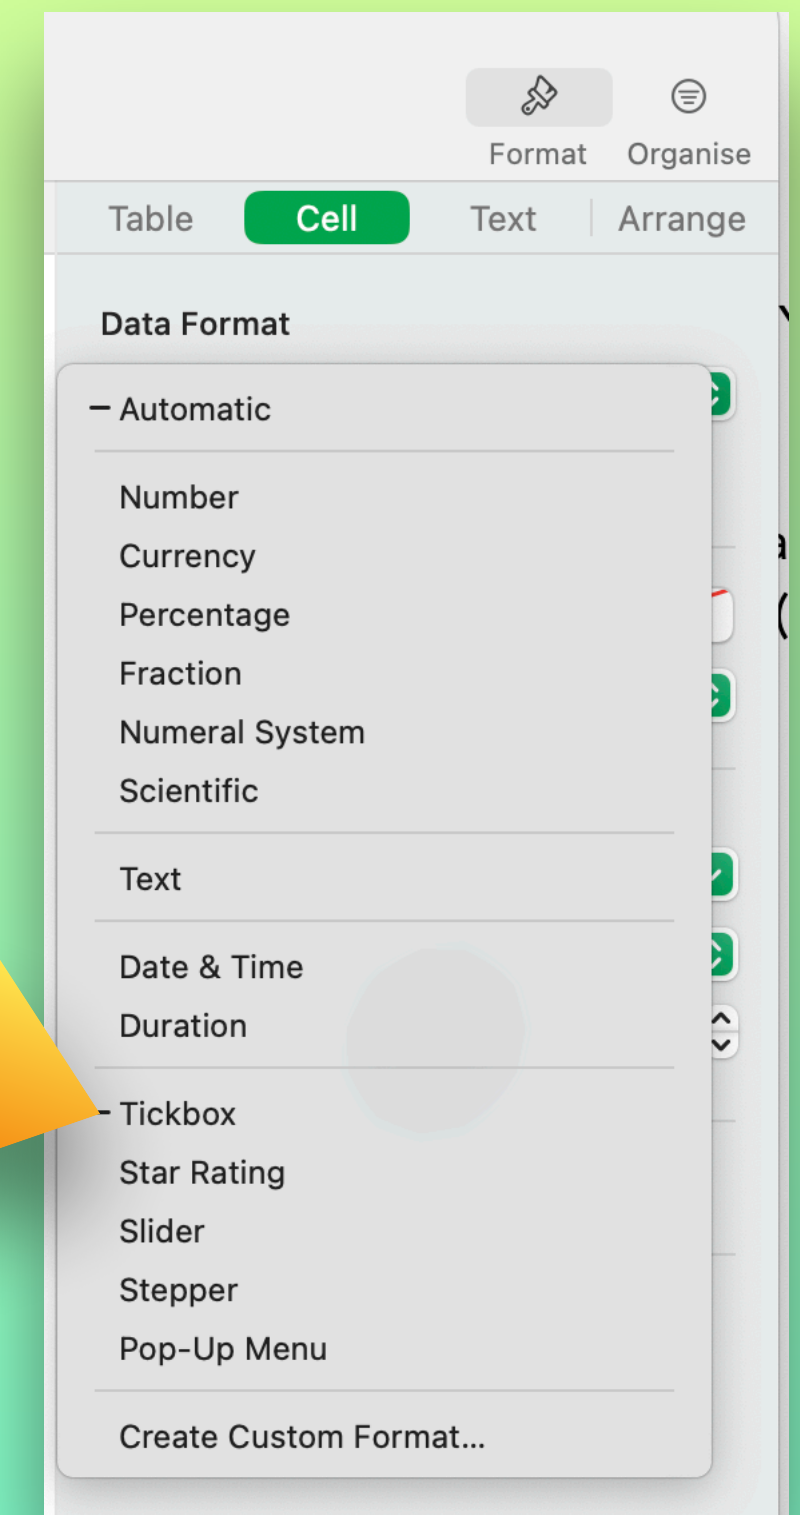 Format Organise
Table Cell Text Arrange
Data Format
Automatic
Number
Currency
Percentage
Fraction
Numeral System
Scientific
Text
Date & Time
Duration
Tickbox
Star Rating
Slider
Stepper
Pop-Up Menu
Create Custom Format...